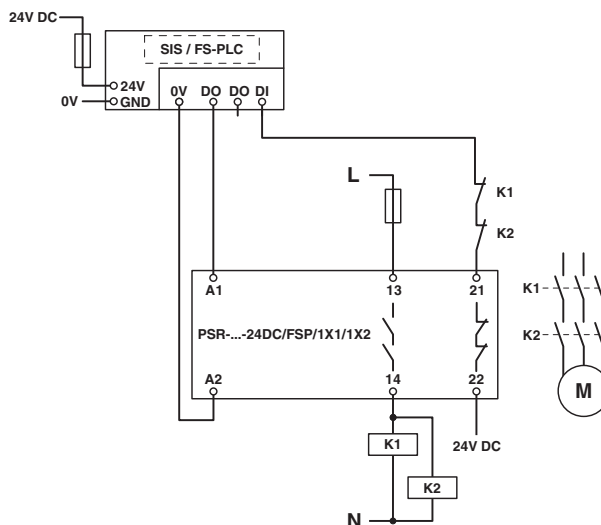 24V DC
SIS / FS-PLC
24V
0V
GND
0V DO DO DI
L
K1
K2
A1 13 21
K1
PSR-...-24DC/FSP/1X1/1X2
K2
A2 14 22
M
K1
24V DC
K2
N